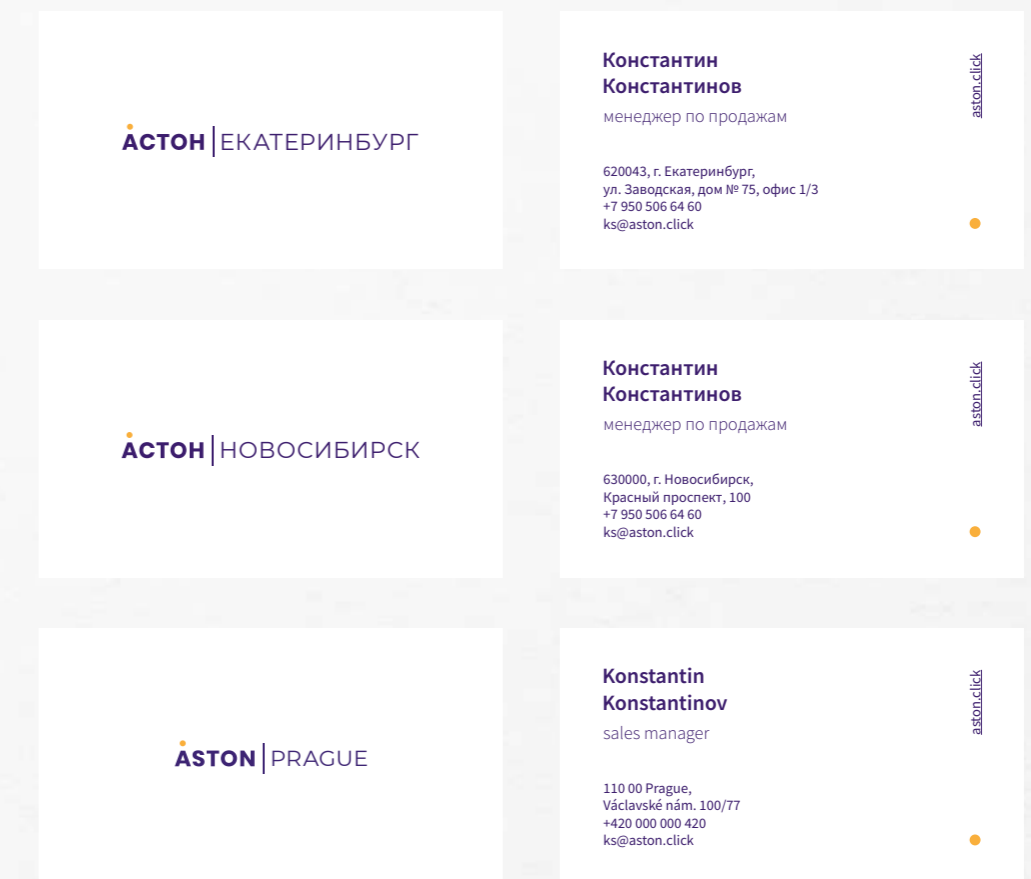 АСТОН|ЕКАТЕРИНБУРГ
Константин
Константинов
менеджер по продажам
620043, г. Екатеринбург,
ул. Заводская, дом № 75, офис 1/3
+7 950 506 64 60
ks@aston.click
aston.click
АСТОН|НОВОСИБИРСК
Константин
Константинов
менеджер по продажам
630000, г. Новосибирск,
Красный проспект, 100
+7 950 506 64 60
ks@aston.click
aston.click
ASTON|PRAGUE
Konstantin
Konstantinov
sales manager
110 00 Prague,
Václavské nám. 100/77
+420 000 000 420
ks@aston.click
aston.click